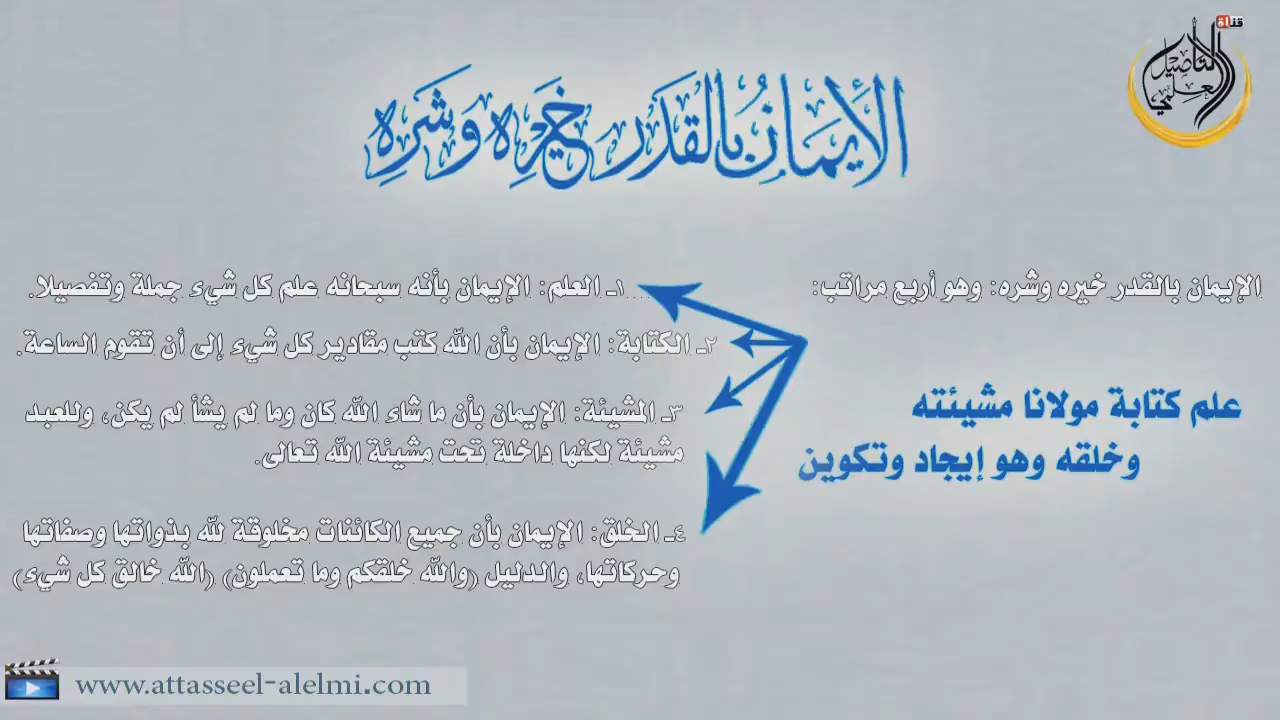 قناة
التأصيل
العلمي
الإيمانُ بالقَدَرِ خَيْرِهِ وَشَرِّهِ
الإيمان بالقدر خيره وشره: وهو أربع مراتب:
....١ـ العلم: الإيمان بأنه سبحانه علم كل شيء جملة وتفصيلا.
٢ـ الكتابة: الإيمان بأن الله كتب مقادير كل شيء إلى أن تقوم الساعة.
٣ـ المشيئة: الإيمان بأن ما شاء الله كان وما لم يشأ لم يكن، وللعبد
مشيئة لكنها داخلة تحت مشيئة الله تعالى.
٤ـ الخلق: الإيمان بأن جميع الكائنات مخلوقة لله بذواتها وصفاتها
وحركاتها، والدليل (والله خلقكم وما تعملون) (الله خالق كل شيء)
علم كتابة مولانا مشيئته
وخلقه وهو إيجاد وتكوين
www.attasseel-alelmi.com